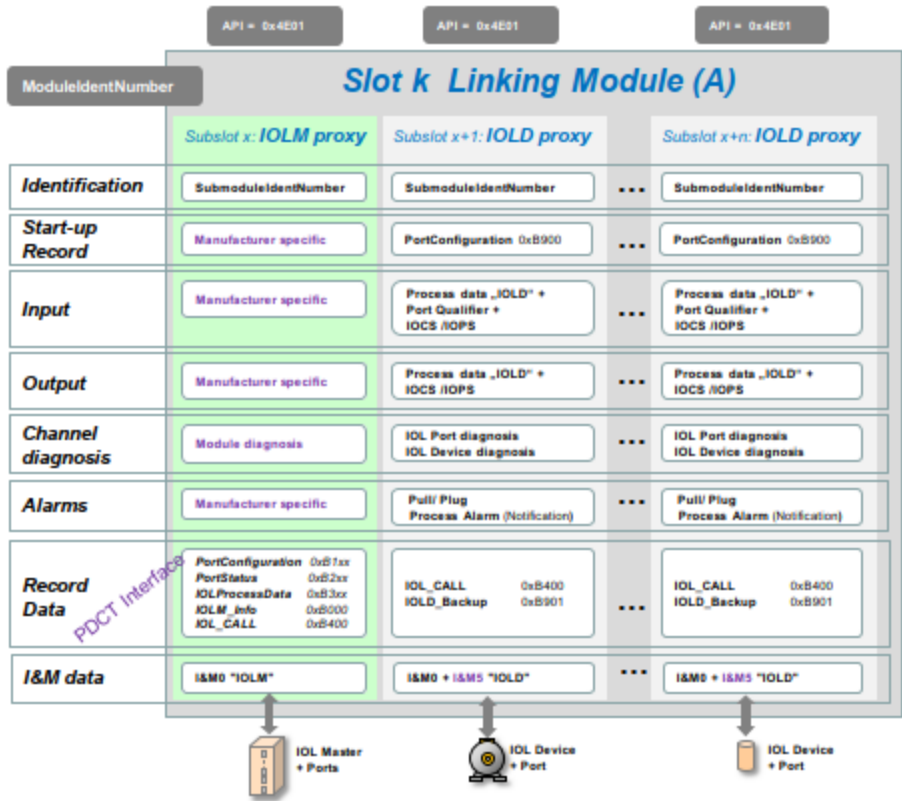 API = 0x4E01
API = 0x4E01
API = 0x4E01
ModuleIdentNumber
Slot k Linking Module (A)
Subslot x: IOLM proxy
Subslot x+1: IOLD proxy
Subslot x+n: IOLD proxy
Identification
SubmoduleIdentNumber
SubmoduleIdentNumber
...
SubmoduleIdentNumber
Start-up
Record
Manufacturer specific
PortConfiguration 0xB900
...
PortConfiguration 0xB900
Input
Manufacturer specific
Process data „IOLD“ +
Port Qualifier +
IOCS /IOPS
...
Process data „IOLD“ +
Port Qualifier +
IOCS /IOPS
Output
Manufacturer specific
Process data „IOLD“ +
IOCS /IOPS
...
Process data „IOLD“ +
IOCS /IOPS
Channel
diagnosis
Module diagnosis
IOL Port diagnosis
IOL Device diagnosis
...
IOL Port diagnosis
IOL Device diagnosis
Alarms
Manufacturer specific
Pull/ Plug
Process Alarm (Notification)
...
Pull/ Plug
Process Alarm (Notification)
Record
Data
PDCT Interface
PortConfiguration 0xB1xx
PortStatus 0xB2xx
IOLProcessData 0xB3xx
IOLM_Info 0xB000
IOL_CALL 0xB400
IOL_CALL 0xB400
IOLD_Backup 0xB901
...
IOL_CALL 0xB400
IOLD_Backup 0xB901
I&M data
I&M0 "IOLM"
I&M0 + I&M5 "IOLD"
...
I&M0 + I&M5 "IOLD"
IOL Master
+ Ports
IOL Device
+ Port
IOL Device
+ Port